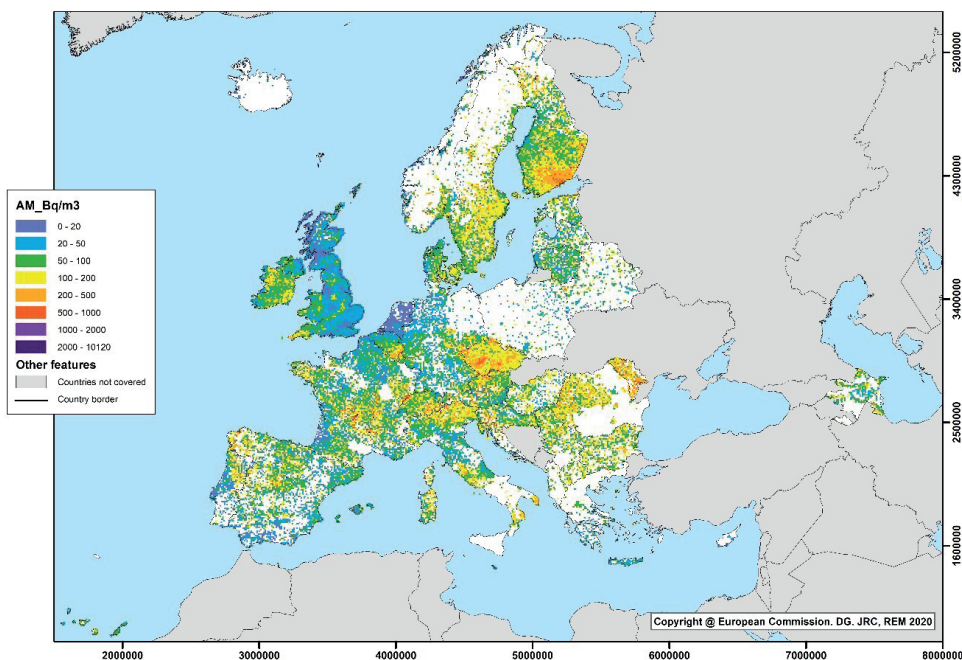 AM_Bq/m3
0 - 20
20 - 50
50 - 100
100 - 200
200 - 500
500 - 1000
1000 - 2000
2000 - 10120
Other features
Countries not covered
Country border
5200000
4300000
3400000
2500000
1600000
Copyright @ European Commission. DG. JRC, REM 2020
2000000 3000000 4000000 5000000 6000000 7000000 8000000